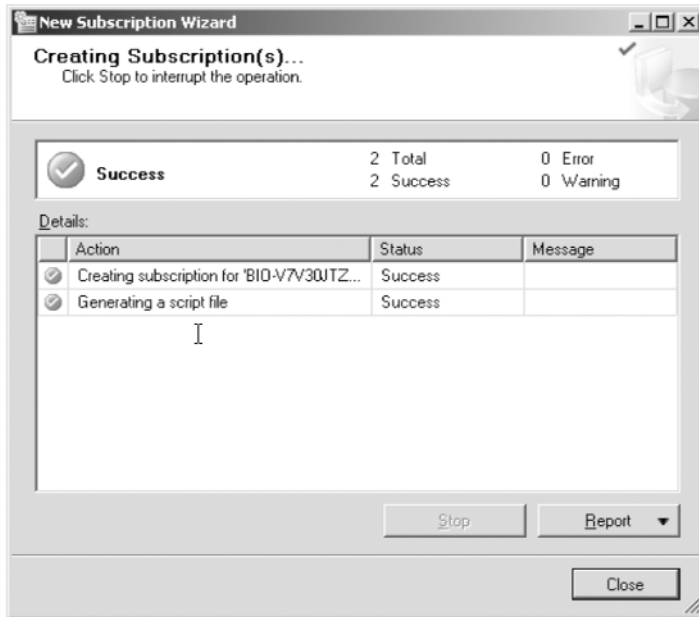 New Subscription Wizard
Creating Subscription(s)...
Click Stop to interrupt the operation.
Success
2 Total
0 Error
2 Success
0 Warning
Details:
Action Status Message
Creating subscription for 'BIO-V7V30JTZ... Success
Generating a script file Success
Stop
Report
Close